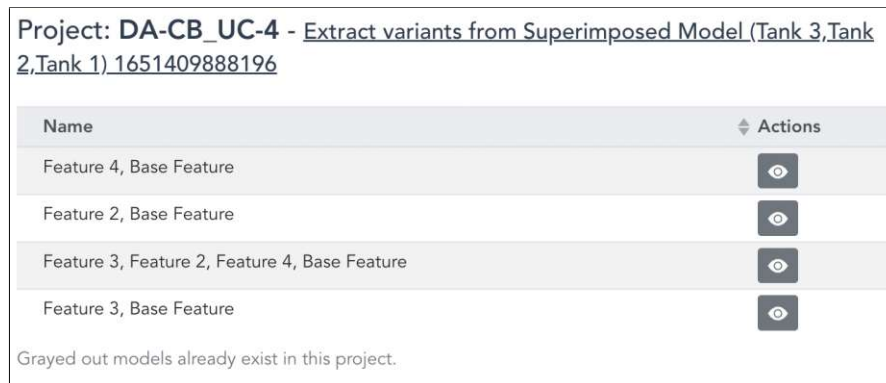 Project: DA-CB_UC-4 - Extract variants from Superimposed Model (Tank 3,Tank
2,Tank 1) 1651409888196
Name Actions
Feature 4, Base Feature
Feature 2, Base Feature
Feature 3, Feature 2, Feature 4, Base Feature
Feature 3, Base Feature
Grayed out models already exist in this project.